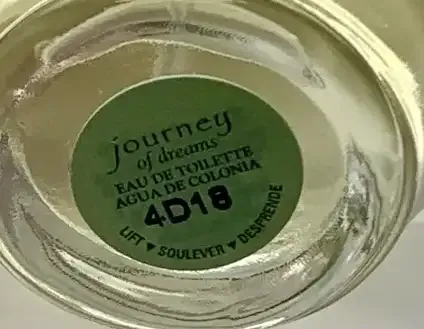 journey
of dreams
EAU DE TOILETTE
AGUA DE COLONIA
4D18
LIFT ▼ SOULEVER ▼ DESPRENDE